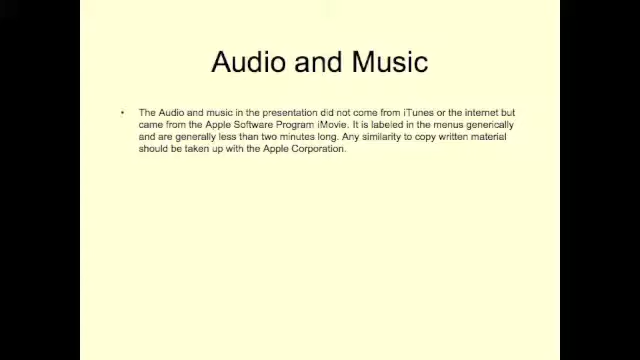 Audio and Music
• The Audio and music in the presentation did not come from iTunes or the internet but
came from the Apple Software Program iMovie. It is labeled in the menus generically
and are generally less than two minutes long. Any similarity to copy written material
should be taken up with the Apple Corporation.